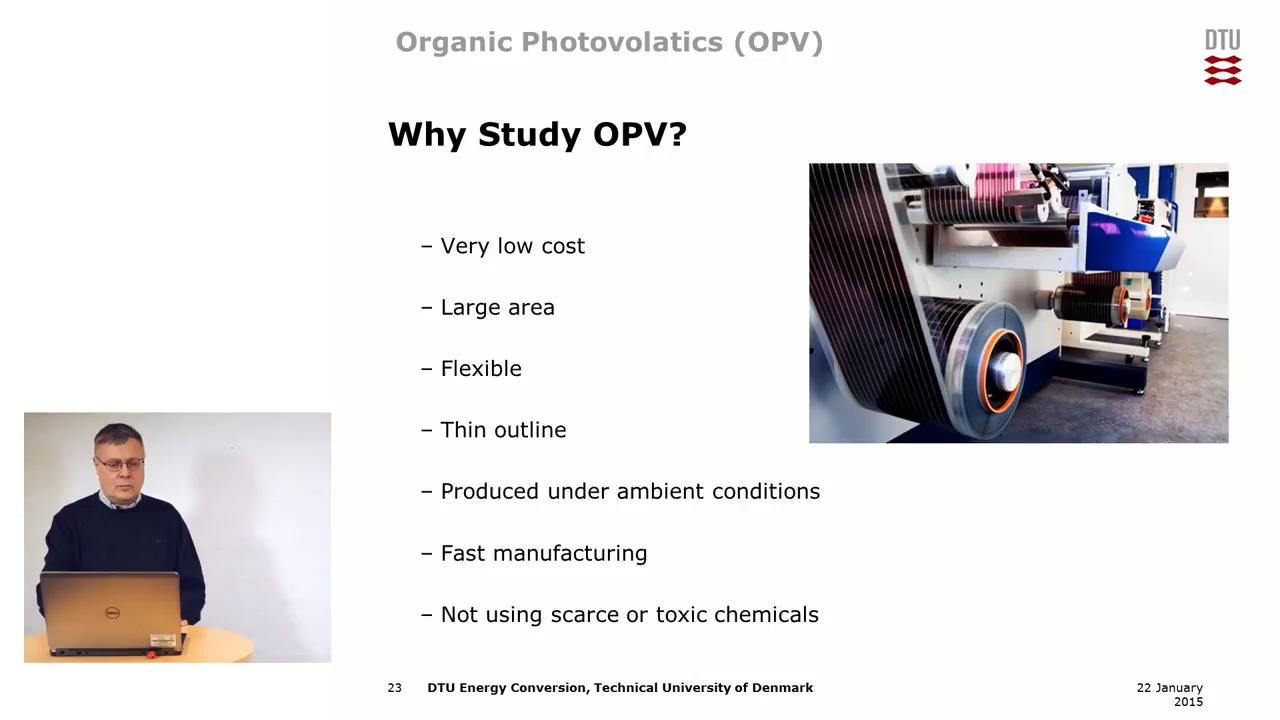 Organic Photovolatics (OPV)
DTU
Why Study OPV?
– Very low cost
– Large area
– Flexible
– Thin outline
– Produced under ambient conditions
– Fast manufacturing
– Not using scarce or toxic chemicals
DELL
23 DTU Energy Conversion, Technical University of Denmark
22 January
2015